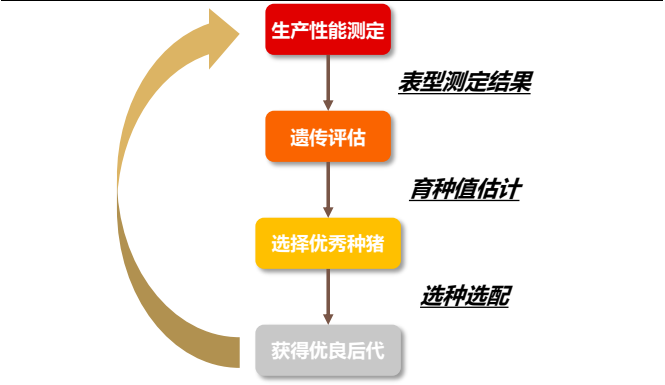 生产性能测定
表型测定结果
遗传评估
育种值估计
选择优秀种猪
选种选配
获得优良后代